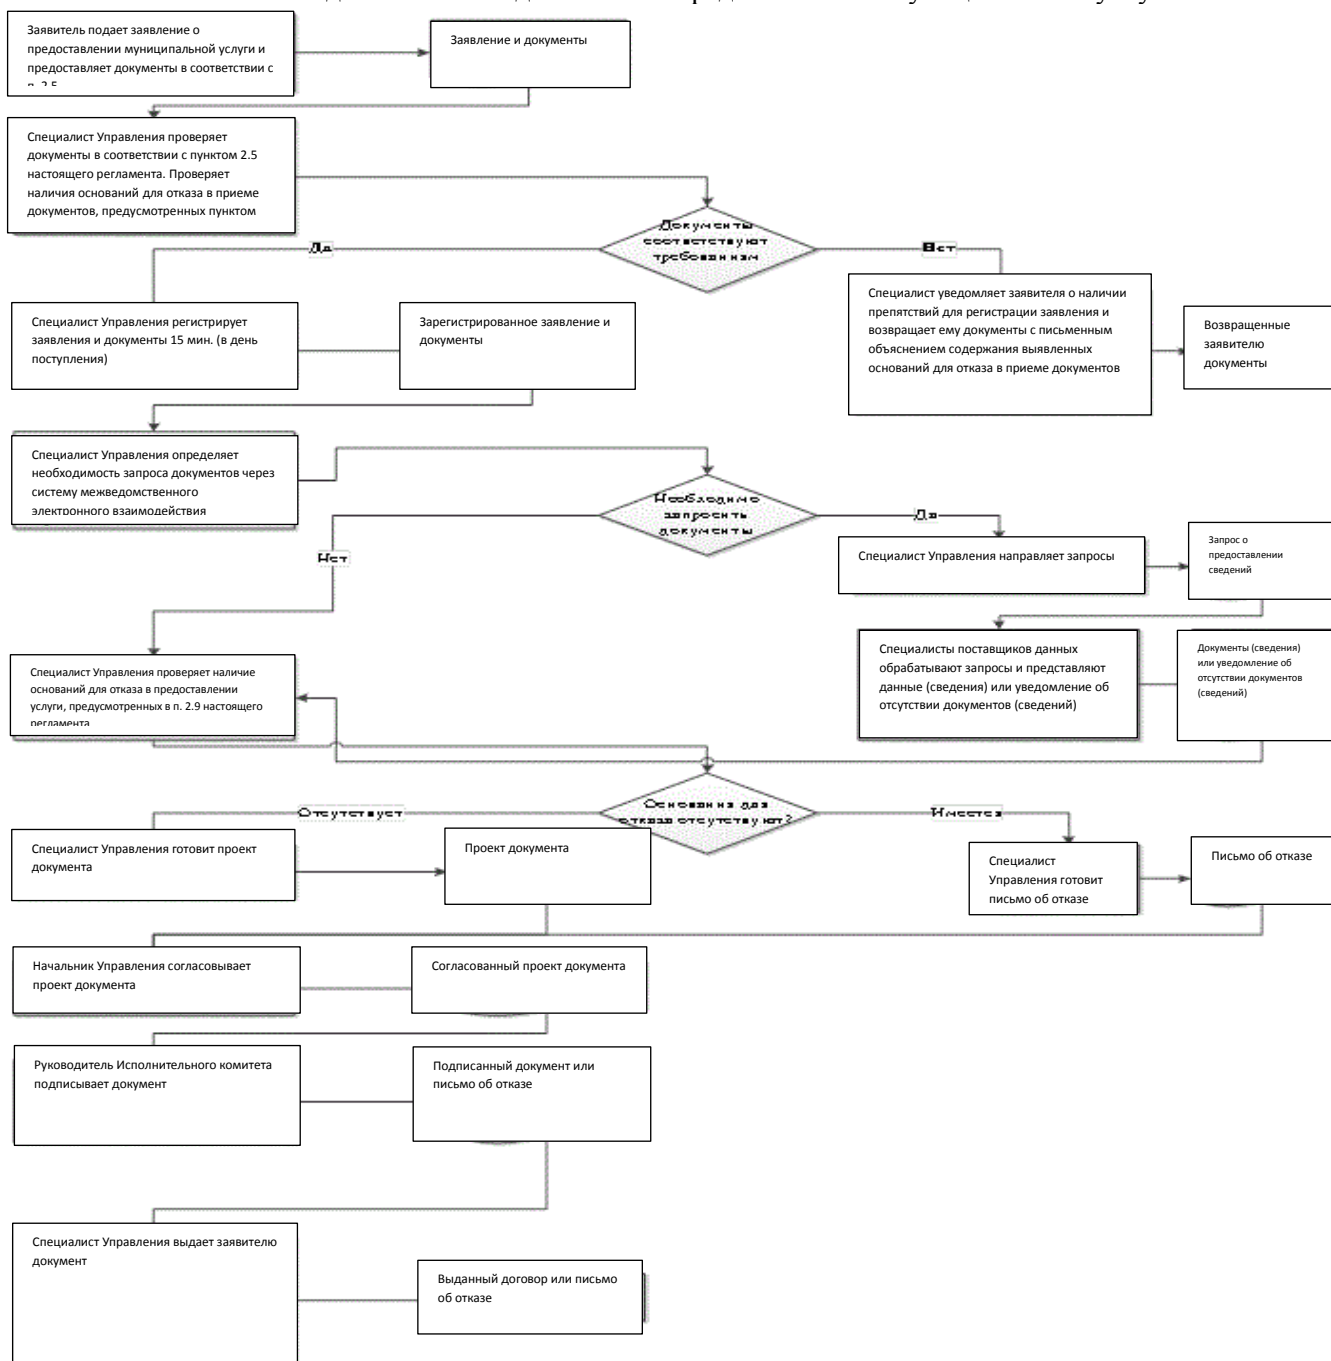 Заявитель подает заявление о
предоставлении муниципальной услуги и
предоставляет документы в соответствии с
п. 2.5
Заявление и документы
Специалист Управления проверяет
документы в соответствии с пунктом 2.5
настоящего регламента. Проверяет
наличия оснований для отказа в приеме
документов, предусмотренных пунктом
Документы
соответствуют
требованиям
Да
Нет
Специалист Управления регистрирует
заявления и документы 15 мин. (в день
поступления)
Зарегистрированное заявление и
документы
Специалист уведомляет заявителя о наличии
препятствий для регистрации заявления и
возвращает ему документы с письменным
объяснением содержания выявленных
оснований для отказа в приеме документов
Возвращенные
заявителю
документы
Специалист Управления определяет
необходимость запроса документов через
систему межведомственного
электронного взаимодействия
Необходимо
запросить
документы
Да
Нет
Специалист Управления направляет запросы
Запрос о
предоставлении
сведений
Специалисты поставщиков данных
обрабатывают запросы и представляют
данные (сведения) или уведомление об
отсутствии документов (сведений)
Документы (сведения)
или уведомление об
отсутствии документов
(сведений)
Специалист Управления проверяет наличие
оснований для отказа в предоставлении
услуги, предусмотренных в п. 2.9 настоящего
регламента
Основания для
отказа отсутствуют?
Отсутствует
Имеется
Специалист Управления готовит проект
документа
Проект документа
Специалист
Управления готовит
письмо об отказе
Письмо об отказе
Начальник Управления согласовывает
проект документа
Согласованный проект документа
Руководитель Исполнительного комитета
подписывает документ
Подписанный документ или
письмо об отказе
Специалист Управления выдает заявителю
документ
Выданный договор или письмо
об отказе